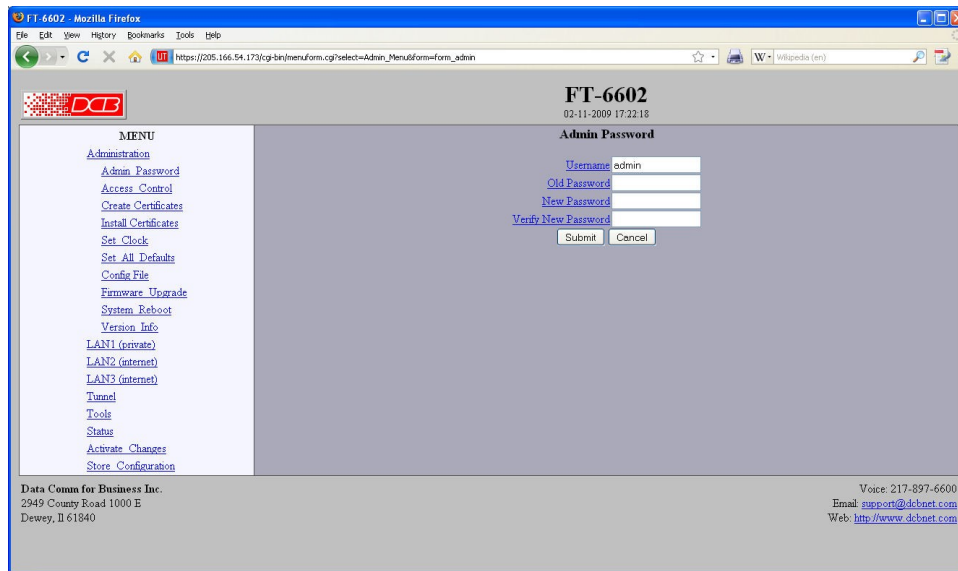 FT-6602 - Mozilla Firefox
File Edit View History Bookmarks Tools Help
https://205.166.54.173/cgi-bin/menuform.cgi?select=Admin_Menu&form=form_admin
W Wikipedia (en)
DCB
FT-6602
02-11-2009 17:22:18
MENU
Administration
Admin Password
Access Control
Create Certificates
Install Certificates
Set Clock
Set All Defaults
Config File
Firmware Upgrade
System Reboot
Version Info
LAN1 (private)
LAN2 (internet)
LAN3 (internet)
Tunnel
Tools
Status
Activate Changes
Store Configuration
Admin Password
Username admin
Old Password
New Password
Verify New Password
Submit Cancel
Data Comm for Business Inc.
2949 County Road 1000 E
Dewey, Il 61840
Voice: 217-897-6600
Email: support@dcbnet.com
Web: http://www.dcbnet.com